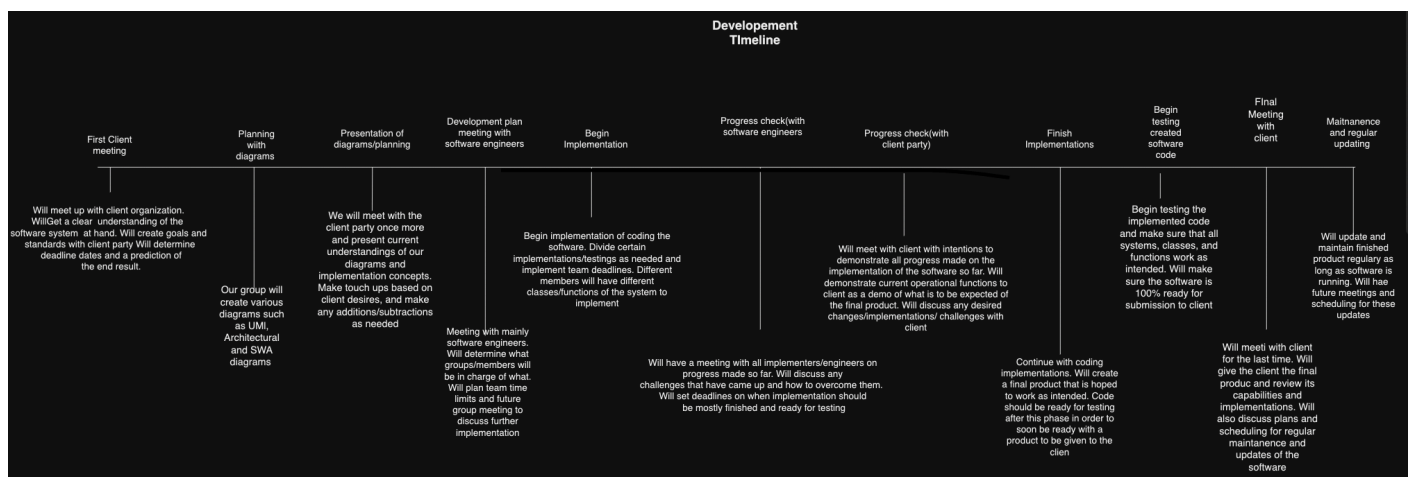 Developement
TImeline
First Client
meeting
Planning
wiith
diagrams
Presentation of
diagrams/planning
Development plan
meeting with
software engineers
Begin
Implementation
Progress check(with
software engineers
Progress check(with
client party)
Finish
Implementations
Begin
testing
created
software
code
FInal
Meeting
with
client
Maitnanence
and regular
updating
Will meet up with client organization.
WillGet a clear understanding of the
software system at hand. Will create goals and
standards with client party Will determine
deadline dates and a prediction of
the end result.
Our group will
create various
diagrams such
as UMl,
Architectural
and SWA
diagrams
We will meet with the
client party once more
and present current
understandings of our
diagrams and
implementation concepts.
Make touch ups based on
client desires, and make
any additions/subtractions
as needed
Meeting with mainly
software engineers.
Will determine what
groups/members will
be in charge of what.
Will plan team time
limits and future
group meeting to
discuss further
implementation
Begin implementation of coding the
software. Divide certain
implementations/testings as needed and
implement team deadlines. Different
members will have different
classes/functions of the system to
implement
Will have a meeting with all implementers/engineers on
progress made so far. Will discuss any
challenges that have came up and how to overcome them.
Will set deadlines on when implementation should
be mostly finished and ready for testing
Will meet with client with intentions to
demonstrate all progress made on the
implementation of the software so far. Will
demonstrate current operational functions to
client as a demo of what is to be expected of
the final product. Will discuss any desired
changes/implementations/ challenges with
client
Continue with coding
implementations. Will create
a final product that is hoped
to work as intended. Code
should be ready for testing
after this phase in order to
soon be ready with a
product to be given to the
clien
Begin testing the
implemented code
and make sure that all
systems, classes, and
functions work as
intended. Will make
sure the software is
100% ready for
submission to client
Will meeti with client
for the last time. Will
give the client the final
produc and review its
capabilities and
implementations. Will
also discuss plans and
scheduling for regular
maintanence and
updates of the
software
Will update and
maintain finished
product regulary as
long as software is
running. Will hae
future meetings and
scheduling for these
updates